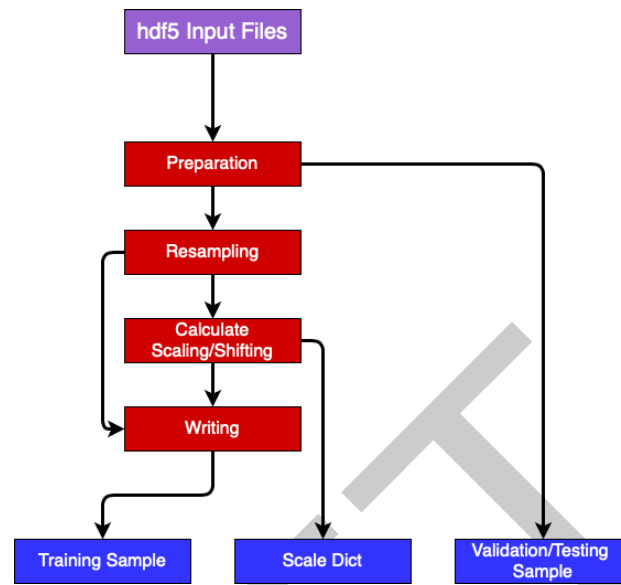 hdf5 Input Files
Preparation
Resampling
Calculate
Scaling/Shifting
Writing
Training Sample
Scale Dict
Validation/Testing
Sample